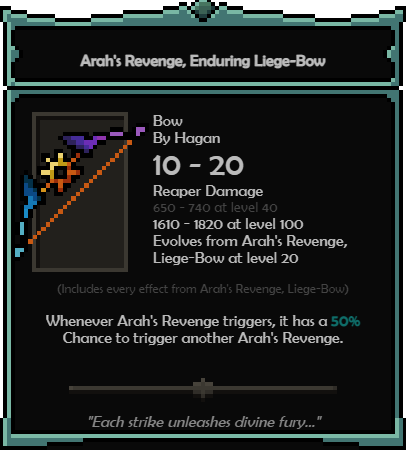 Arah's Revenge, Enduring Liege-Bow
Bow
By Hagan
10 - 20
Reaper Damage
650 - 740 at level 40
1610 - 1820 at level 100
Evolves from Arah's Revenge,
Liege-Bow at level 20
(Includes every effect from Arah's Revenge, Liege-Bow)
Whenever Arah's Revenge triggers, it has a 50%
Chance to trigger another Arah's Revenge.
"Each strike unleashes divine fury..."